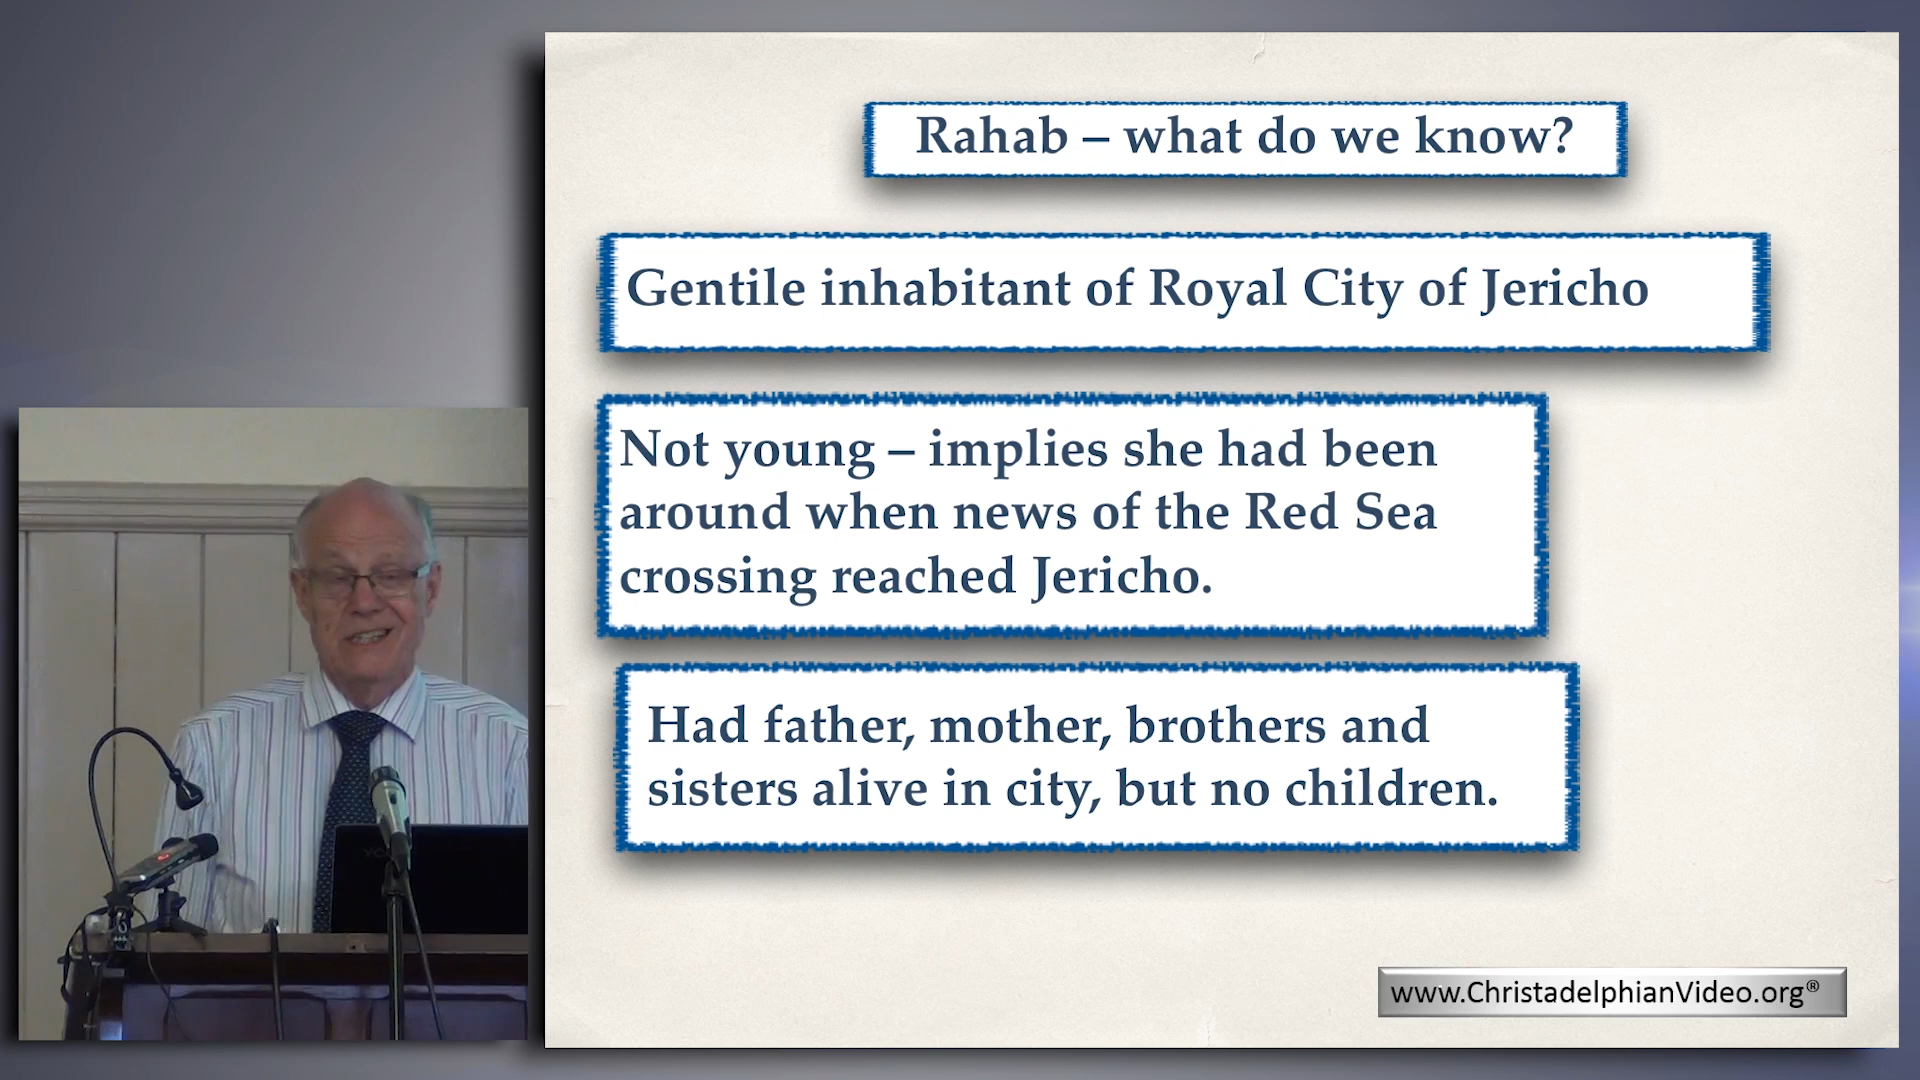 Rahab – what do we know?
Gentile inhabitant of Royal City of Jericho
Not young – implies she had been
around when news of the Red Sea
crossing reached Jericho.
Had father, mother, brothers and
sisters alive in city, but no children.
www.ChristadelphianVideo.org®